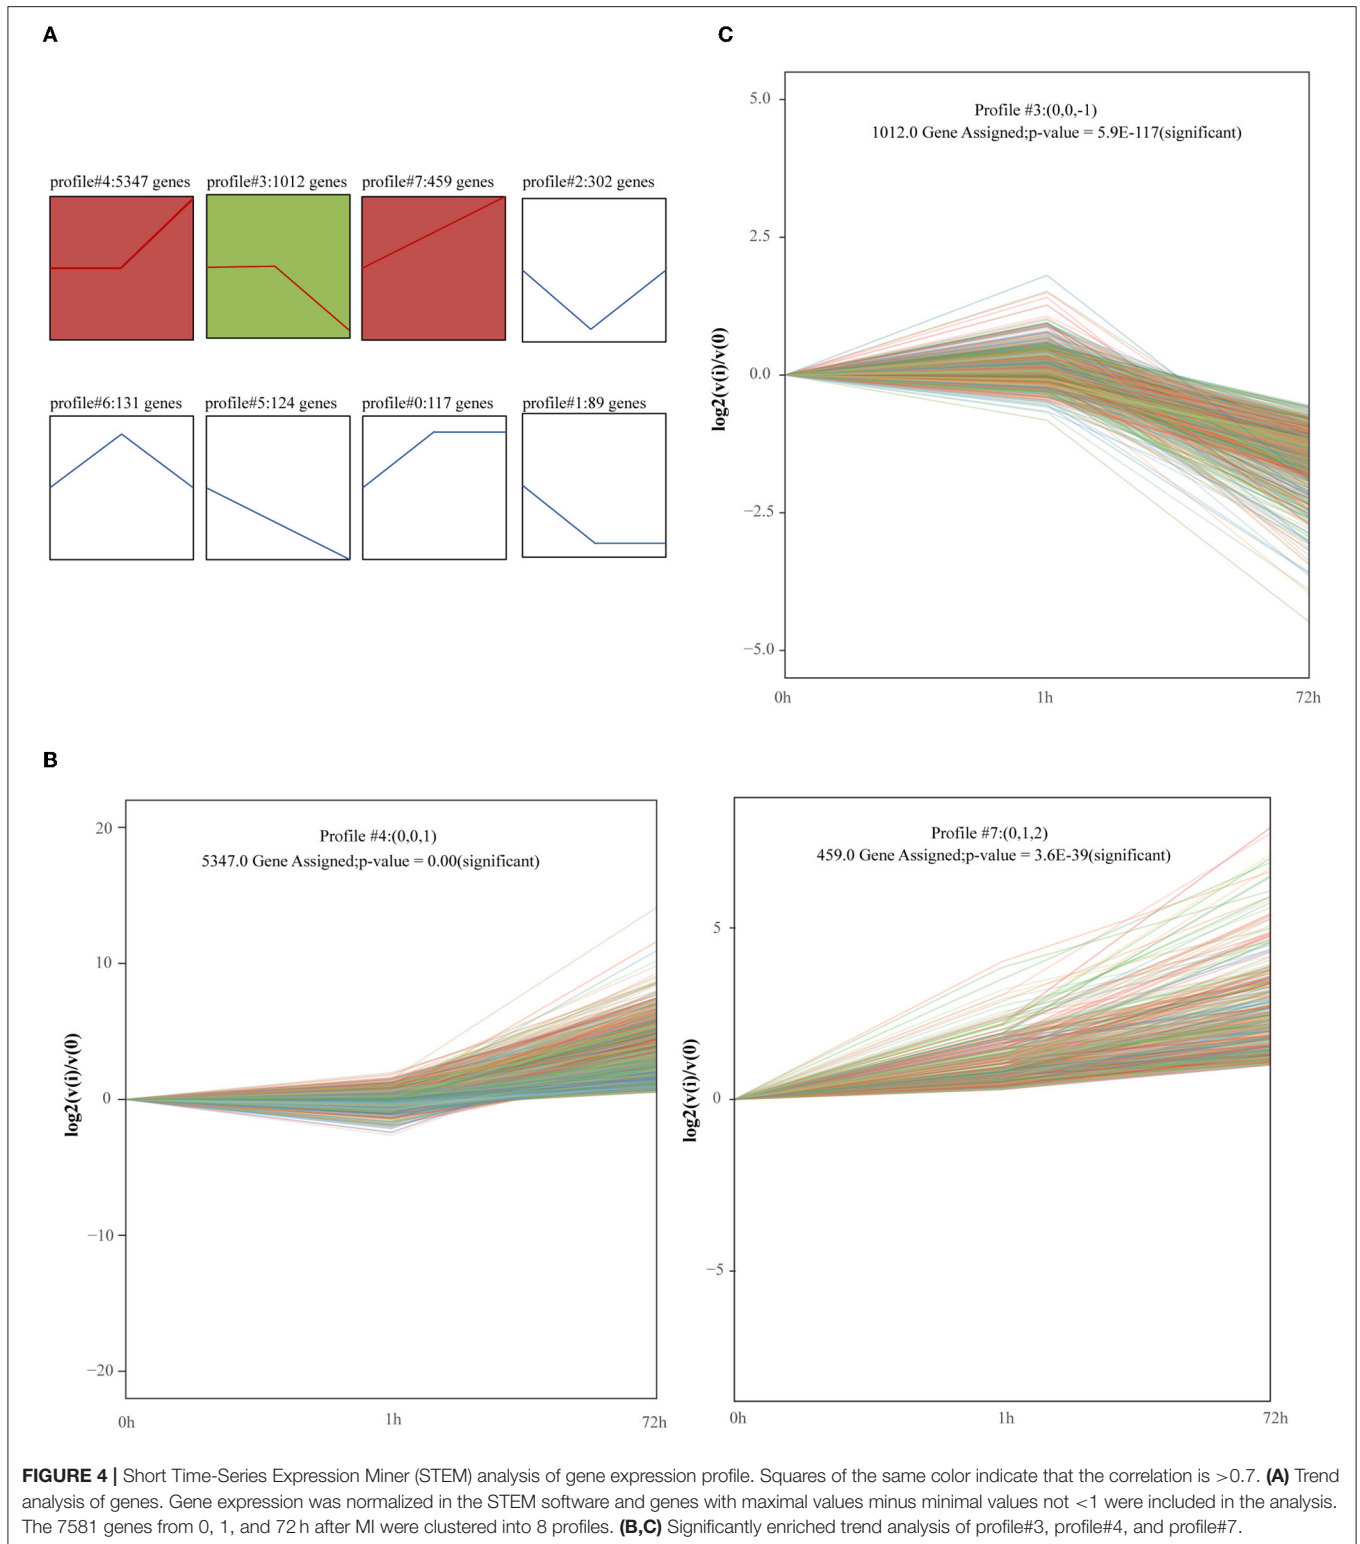 A
profile#4:5347 genes
profile#3:1012 genes
profile#7:459 genes
profile#2:302 genes
profile#6:131 genes
profile#5:124 genes
profile#0:117 genes
profile#1:89 genes
C
Profile #3:(0,0,-1)
1012.0 Gene Assigned;p-value = 5.9E-117(significant)
5.0
2.5
0.0
−2.5
−5.0
log2(v(i)/v(0)
0h
1h
72h
B
Profile #4:(0,0,1)
5347.0 Gene Assigned;p-value = 0.00(significant)
20
10
0
−10
−20
log2(v(i)/v(0)
0h
1h
72h
Profile #7:(0,1,2)
459.0 Gene Assigned;p-value = 3.6E-39(significant)
5
0
−5
log2(v(i)/v(0)
0h
1h
72h
FIGURE 4 | Short Time-Series Expression Miner (STEM) analysis of gene expression profile. Squares of the same color indicate that the correlation is >0.7. (A) Trend
analysis of genes. Gene expression was normalized in the STEM software and genes with maximal values minus minimal values not <1 were included in the analysis.
The 7581 genes from 0, 1, and 72 h after MI were clustered into 8 profiles. (B,C) Significantly enriched trend analysis of profile#3, profile#4, and profile#7.